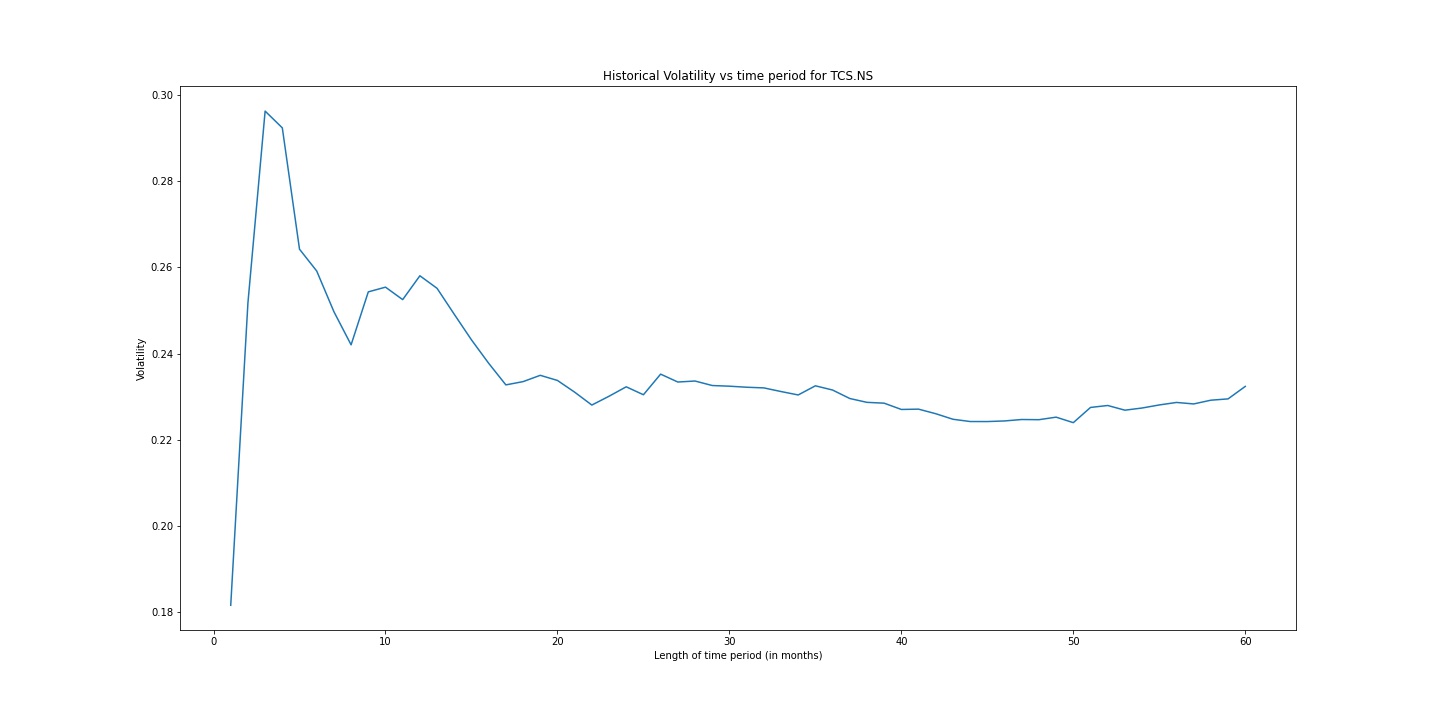 Historical Volatility vs time period for TCS.NS
0.30
0.28
0.26
0.24
0.22
0.20
0.18
Volatility
0 10 20 30 40 50 60
Length of time period (in months)